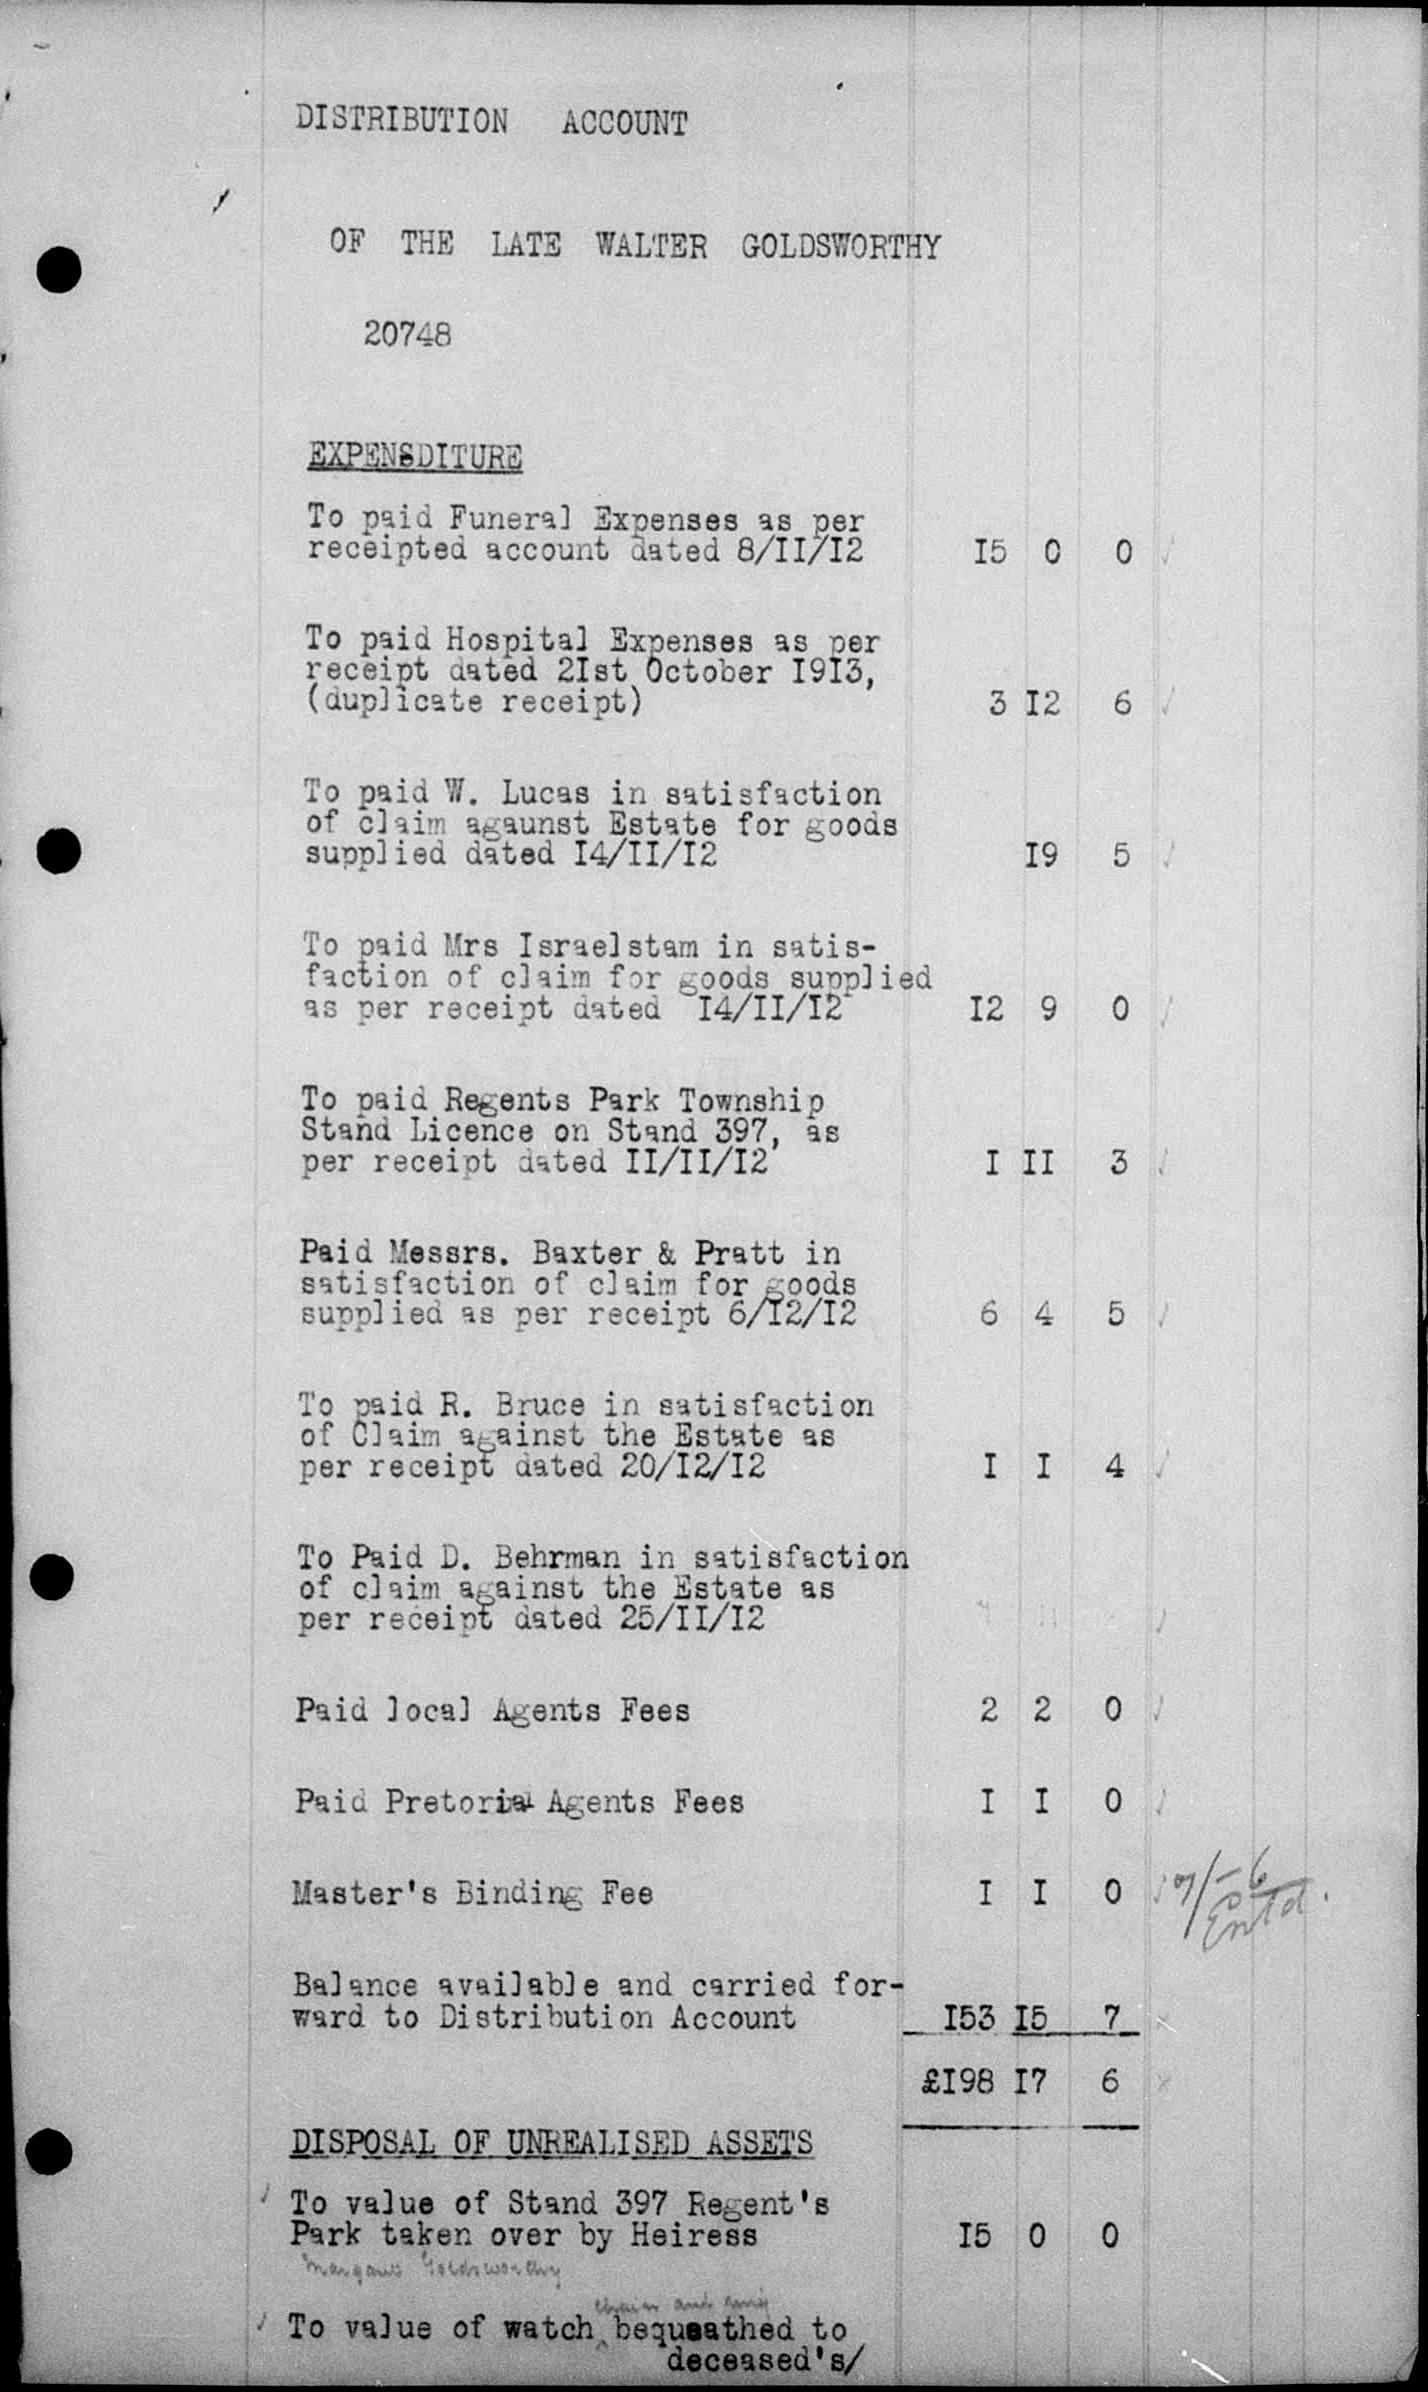 DISTRIBUTION ACCOUNT
OF THE LATE WALTER GOLDSWORTHY
20748
EXPENSDITURE
To paid Funeral Expenses as per
receipted account dated 8/II/I2 I5 0 0
To paid Hospital Expenses as per
receipt dated 2Ist October I9I3,
(duplicate receipt) 3 I2 6
To paid W. Lucas in satisfaction
of claim agaunst Estate for goods
supplied dated I4/II/I2 I9 5
To paid Mrs Israelstam in satis-
faction of claim for goods supplied
as per receipt dated I4/II/I2 I2 9 0
To paid Regents Park Township
Stand Licence on Stand 397, as
per receipt dated II/II/I2 I II 3
Paid Messrs. Baxter & Pratt in
satisfaction of claim for goods
supplied as per receipt 6/I2/I2 6 4 5
To paid R. Bruce in satisfaction
of Claim against the Estate as
per receipt dated 20/I2/I2 I I 4
To Paid D. Behrman in satisfaction
of claim against the Estate as
per receipt dated 25/II/I2
Paid local Agents Fees 2 2 0
Paid Pretoria Agents Fees I I 0
Master's Binding Fee I I 0 7/-6
Entd.
Balance available and carried for-
ward to Distribution Account I53 I5 7
£I98 I7 6
DISPOSAL OF UNREALISED ASSETS
To value of Stand 397 Regent's
Park taken over by Heiress I5 0 0
Margaret Goldsworthy
chain and ring
To value of watch ^ bequeathed to
deceased's/